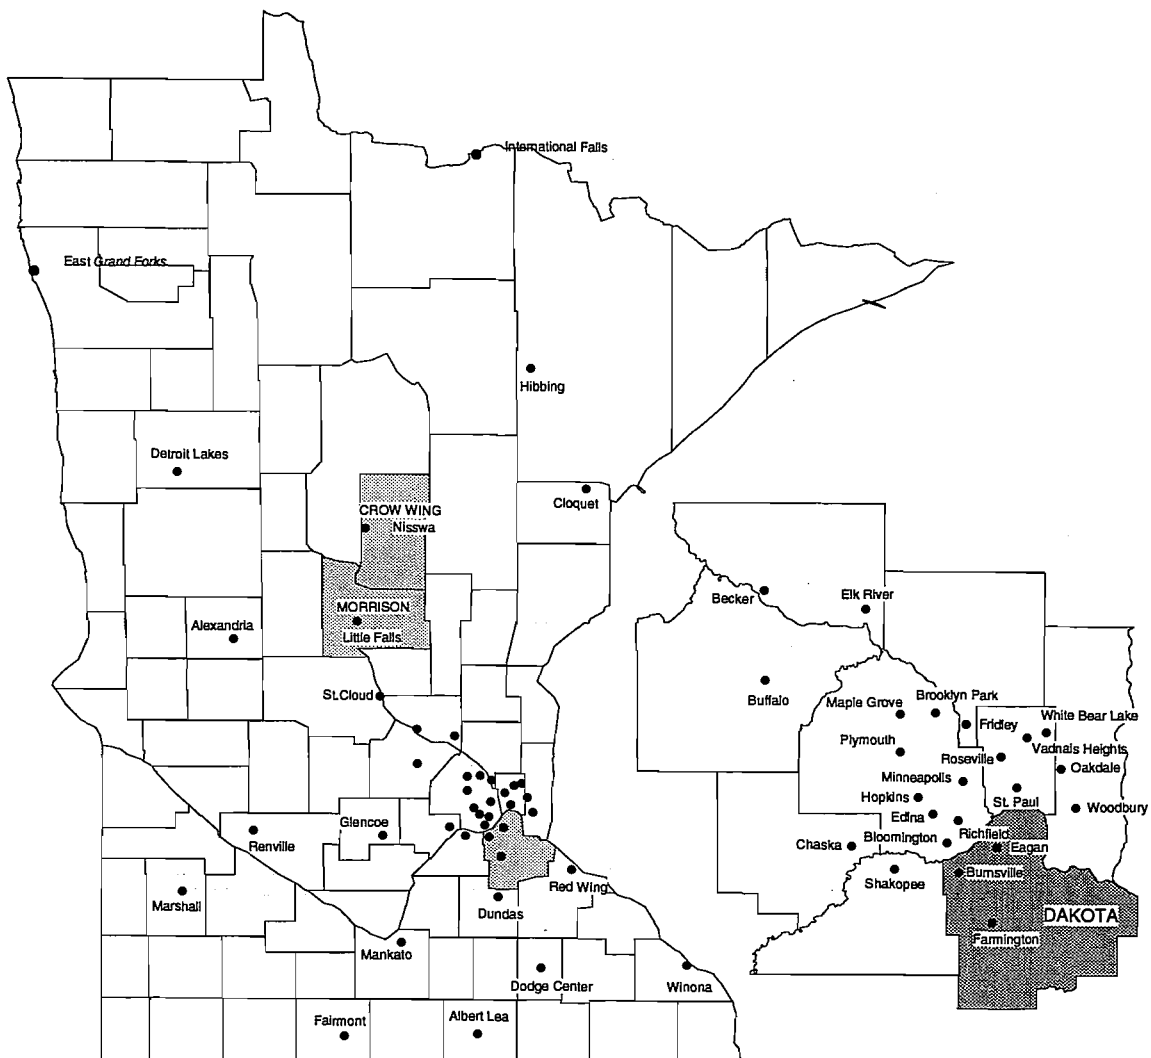 International Falls
East Grand Forks
Hibbing
Detroit Lakes
Cloquet
CROW WING
Nisswa
MORRISON
Little Falls
Alexandria
St.Cloud
Glencoe
Renville
Marshall
Red Wing
Dundas
Mankato
Dodge Center
Winona
Fairmont
Albert Lea
Becker
Elk River
Buffalo
Maple Grove
Brooklyn Park
Fridley
White Bear Lake
Vadnais Heights
Plymouth
Roseville
Oakdale
Minneapolis
Hopkins
St. Paul
Woodbury
Edina
Richfield
Bloomington
Chaska
Eagan
Shakopee
Burnsville
DAKOTA
Farmington